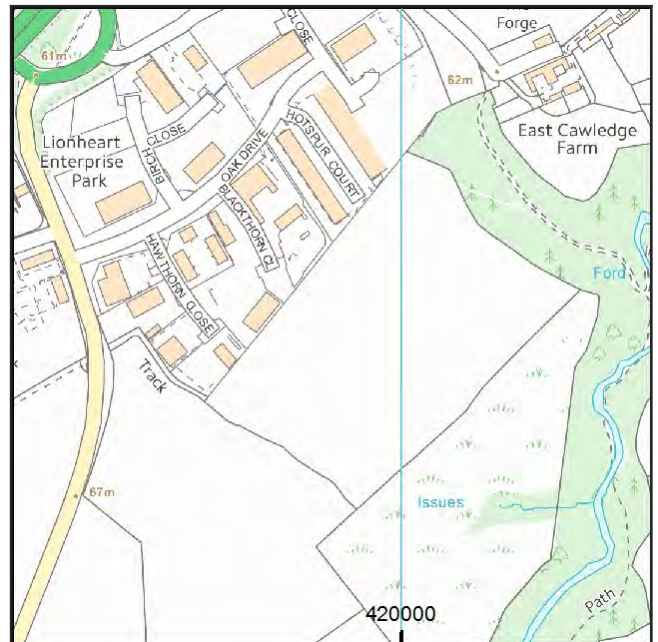 CLOSE
Forge
61m
62m
OAK DRIVE
HOTSPUR COURT
BIRCH CLOSE
Lionheart
Enterprise
Park
East Cawledge
Farm
BLACKTHORN CL
HAWTHORN CLOSE
Ford
Track
67m
Issues
Path
420000